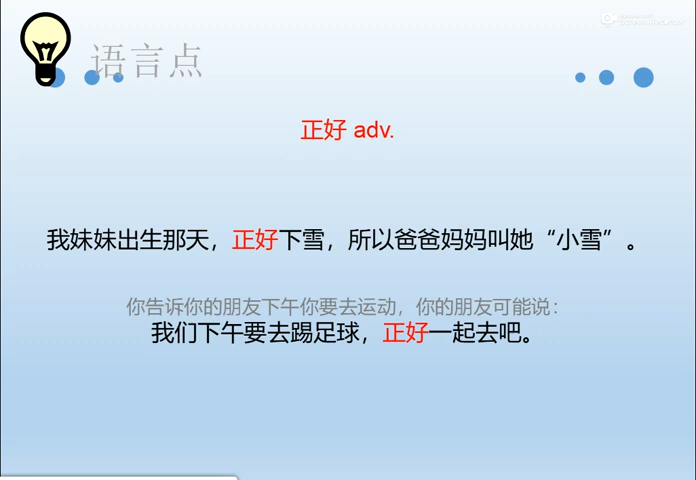 语言点
正好 adv.
我妹妹出生那天，正好下雪，所以爸爸妈妈叫她“小雪”。
你告诉你的朋友下午你要去运动，你的朋友可能说：
我们下午要去踢足球，正好一起去吧。